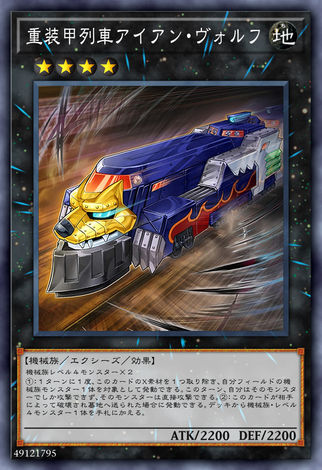 重装甲列車アイアン・ヴォルフ
地
ち
【機械族/エクシーズ/効果】
機械族レベル4モンスター×2
①:1ターンに1度、このカードのX素材を1つ取り除き、自分フィールドの機
械族モンスター1体を対象として発動できる。このターン、自分はそのモンス
ターでしか攻撃できず、そのモンスターは直接攻撃できる。②:このカードが相手
によって破壊され墓地へ送られた場合に発動できる。デッキから機械族・レベル
4モンスター1体を手札に加える。
ATK/2200 DEF/2200
49121795